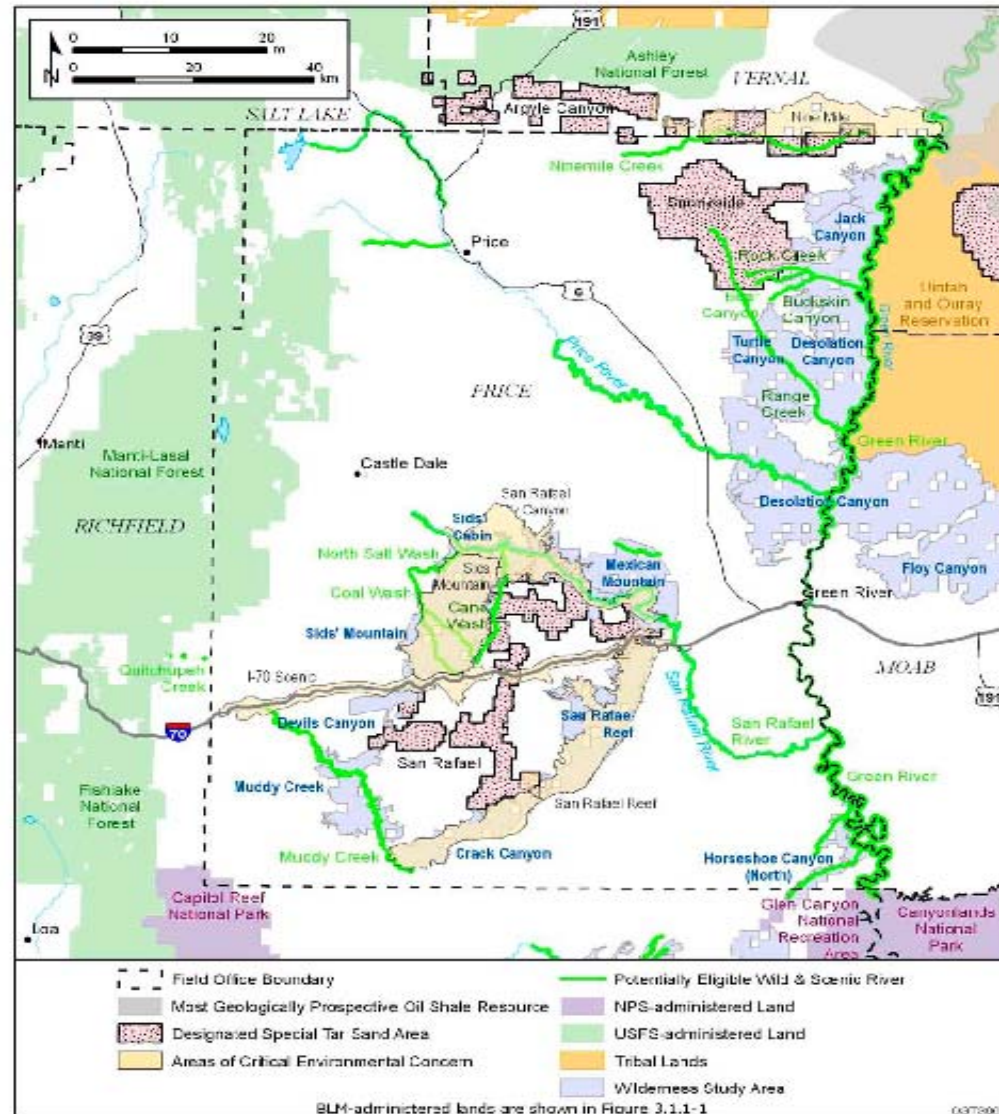 0 10 20
m
N
0 20 40
km
191
Ashley
National Forest
VERNAL
SALT LAKE
Argyle Canyon
Nine Mile
Ninemile Creek
Sunnyside
Jack
Canyon
Price
Rock Creek
6
Canyon
Buckskin
Canyon
Uintah
and Ouray
Reservation
Green River
Turtle
Canyon
Desolation
Canyon
Price River
PRICE
Range
Creek
Manti
Manti-Lasal
National Forest
Green River
Castle Dale
Desolation Canyon
RICHFIELD
San Rafael
Canyon
Sids'
Cabin
North Salt Wash
Sids
Mountain
Mexican
Mountain
Floy Canyon
Coal Wash
Cane
Wash
Green River
Sids' Mountain
MOAB
Quitchupah
Creek
I-70 Scenic
191
70
San Rafael River
San Rafael
River
Devils Canyon
San Rafael
Reef
San Rafael
Green River
Muddy Creek
San Rafael Reef
Fishlake
National
Forest
Muddy Creek
Crack Canyon
Horseshoe Canyon
(North)
Capitol Reef
National Park
Glen Canyon
National
Recreation
Area
Canyonlands
National
Park
Loa
Field Office Boundary
Most Geologically Prospective Oil Shale Resource
Designated Special Tar Sand Area
Areas of Critical Environmental Concern
Potentially Eligible Wild & Scenic River
NPS-administered Land
USFS-administered Land
Tribal Lands
Wilderness Study Area
BLM-administered lands are shown in Figure 3.1.1-1